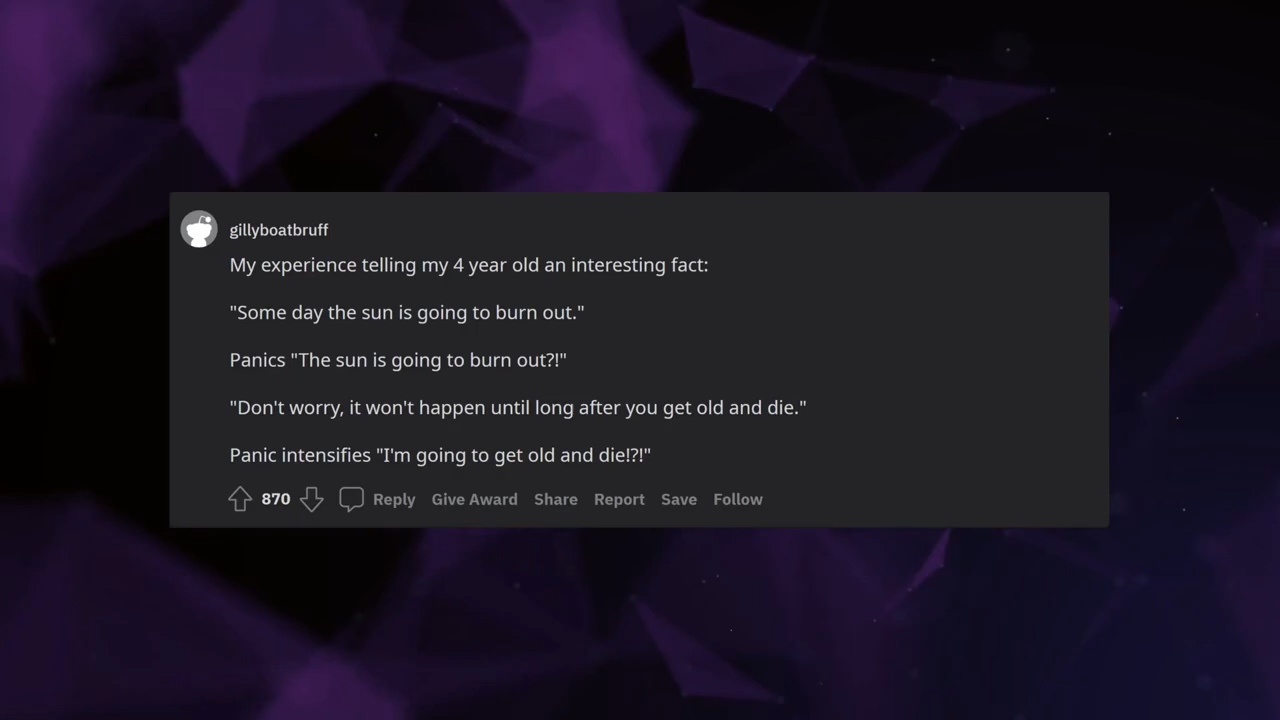 gillyboatbruff
My experience telling my 4 year old an interesting fact:
"Some day the sun is going to burn out."
Panics "The sun is going to burn out?!"
"Don't worry, it won't happen until long after you get old and die."
Panic intensifies "I'm going to get old and die!?!"
870 Reply Give Award Share Report Save Follow